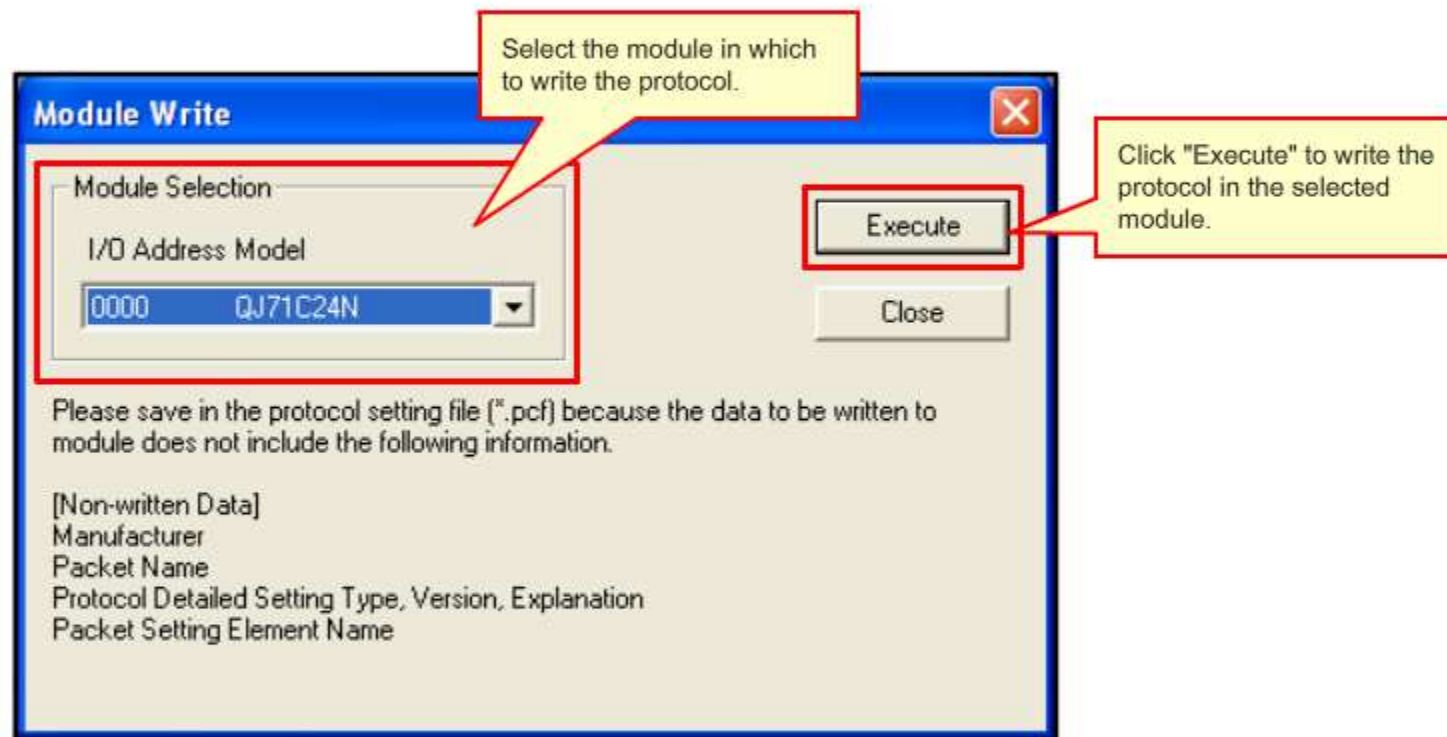 Select the module in which
to write the protocol.
Module Write
Click "Execute" to write the
protocol in the selected
module.
Module Selection
I/O Address Model
0000 QJ71C24N
Execute
Close
Please save in the protocol setting file (*.pcf) because the data to be written to
module does not include the following information.
[Non-written Data]
Manufacturer
Packet Name
Protocol Detailed Setting Type, Version, Explanation
Packet Setting Element Name